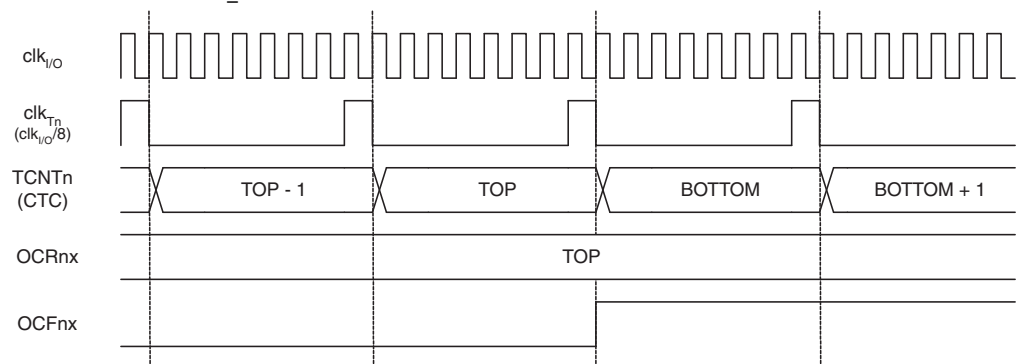 clkI/O
clkTn
(clkI/O/8)
TCNTn
(CTC)
TOP - 1
TOP
BOTTOM
BOTTOM + 1
OCRnx
TOP
OCFnx